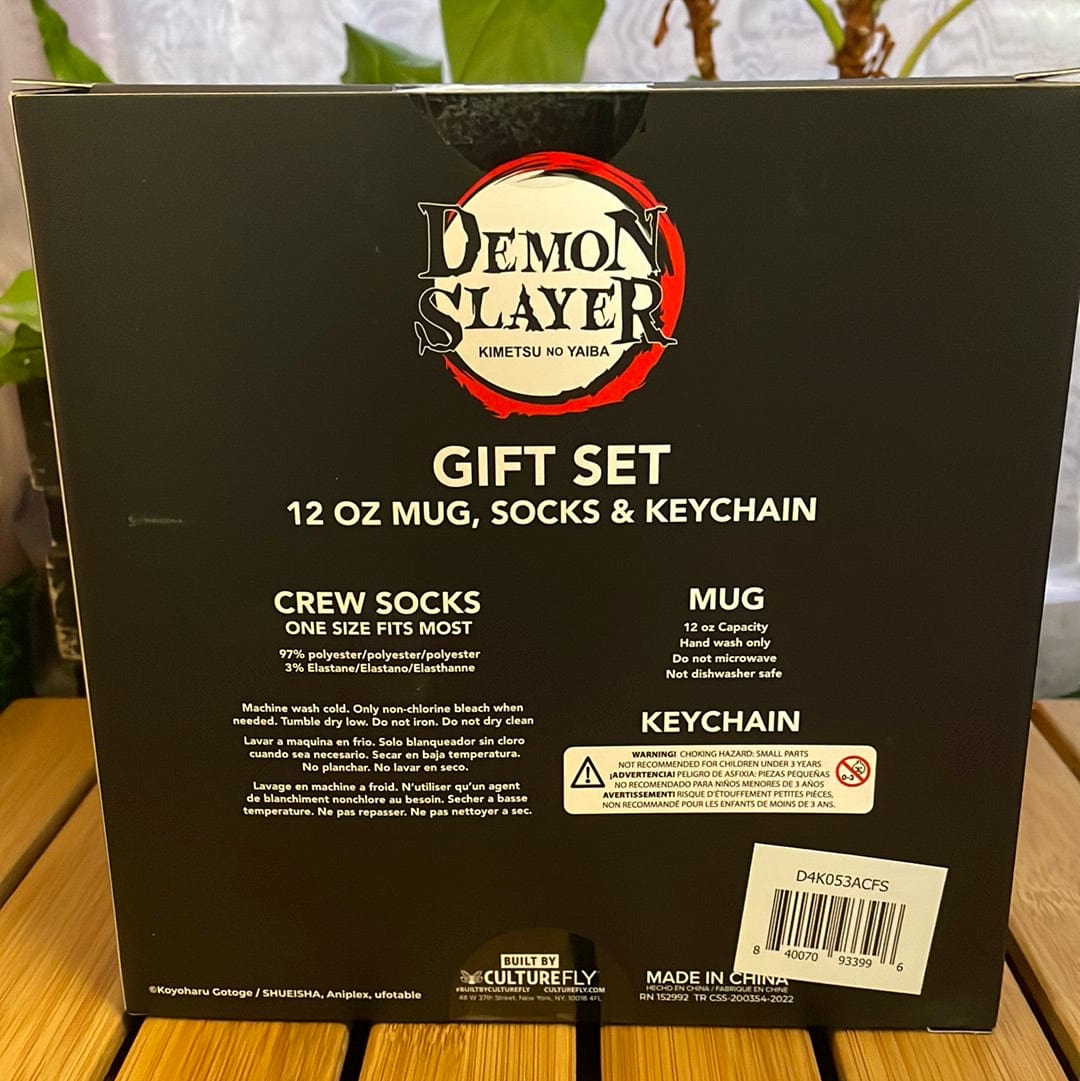 DEMON
SLAYER
KIMETSU NO YAIBA
GIFT SET
12 OZ MUG, SOCKS & KEYCHAIN
CREW SOCKS
ONE SIZE FITS MOST
97% polyester/polyester/polyester
3% Elastane/Elastano/Elasthanne
Machine wash cold. Only non-chlorine bleach when
needed. Tumble dry low. Do not iron. Do not dry clean
Lavar a maquina en frio. Solo blanqueador sin cloro
cuando sea necesario. Secar en baja temperatura.
No planchar. No lavar en seco.
Lavage en machine a froid. N'utiliser qu'un agent
de blanchiment nonchlore au besoin. Secher a basse
temperature. Ne pas repasser. Ne pas nettoyer a sec.
MUG
12 oz Capacity
Hand wash only
Do not microwave
Not dishwasher safe
KEYCHAIN
WARNING! CHOKING HAZARD: SMALL PARTS
NOT RECOMMENDED FOR CHILDREN UNDER 3 YEARS
¡ADVERTENCIA! PELIGRO DE ASFIXIA: PIEZAS PEQUEÑAS
NO RECOMENDADO PARA NIÑOS MENORES DE 3 AÑOS
AVERTISSEMENT! RISQUE D'ÉTOUFFEMENT PETITES PIÈCES,
NON RECOMMANDÉ POUR LES ENFANTS DE MOINS DE 3 ANS.
0-3
D4K053ACFS
8 40070 93399 6
©Koyoharu Gotoge / SHUEISHA, Aniplex, ufotable
BUILT BY
CULTUREFLY
#BUILTBYCULTUREFLY CULTUREFLY.COM
48 W 37th Street, New York, NY, 10018 4FL
MADE IN CHINA
HECHO EN CHINA / FABRIQUÉ EN CHINE
RN 152992 TR CSS-200354-2022